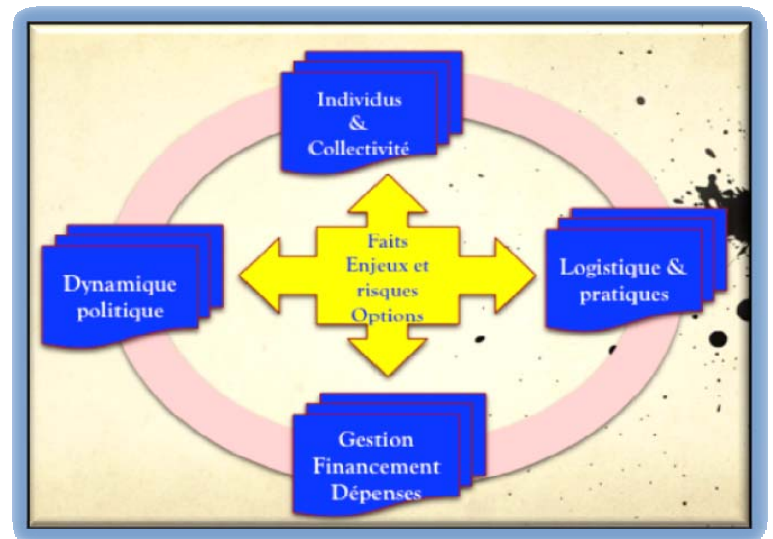 Individus
&
Collectivité
Dynamique
politique
Faits
Enjeux et
risques
Options
Logistique &
pratiques
Gestion
Financement
Dépenses